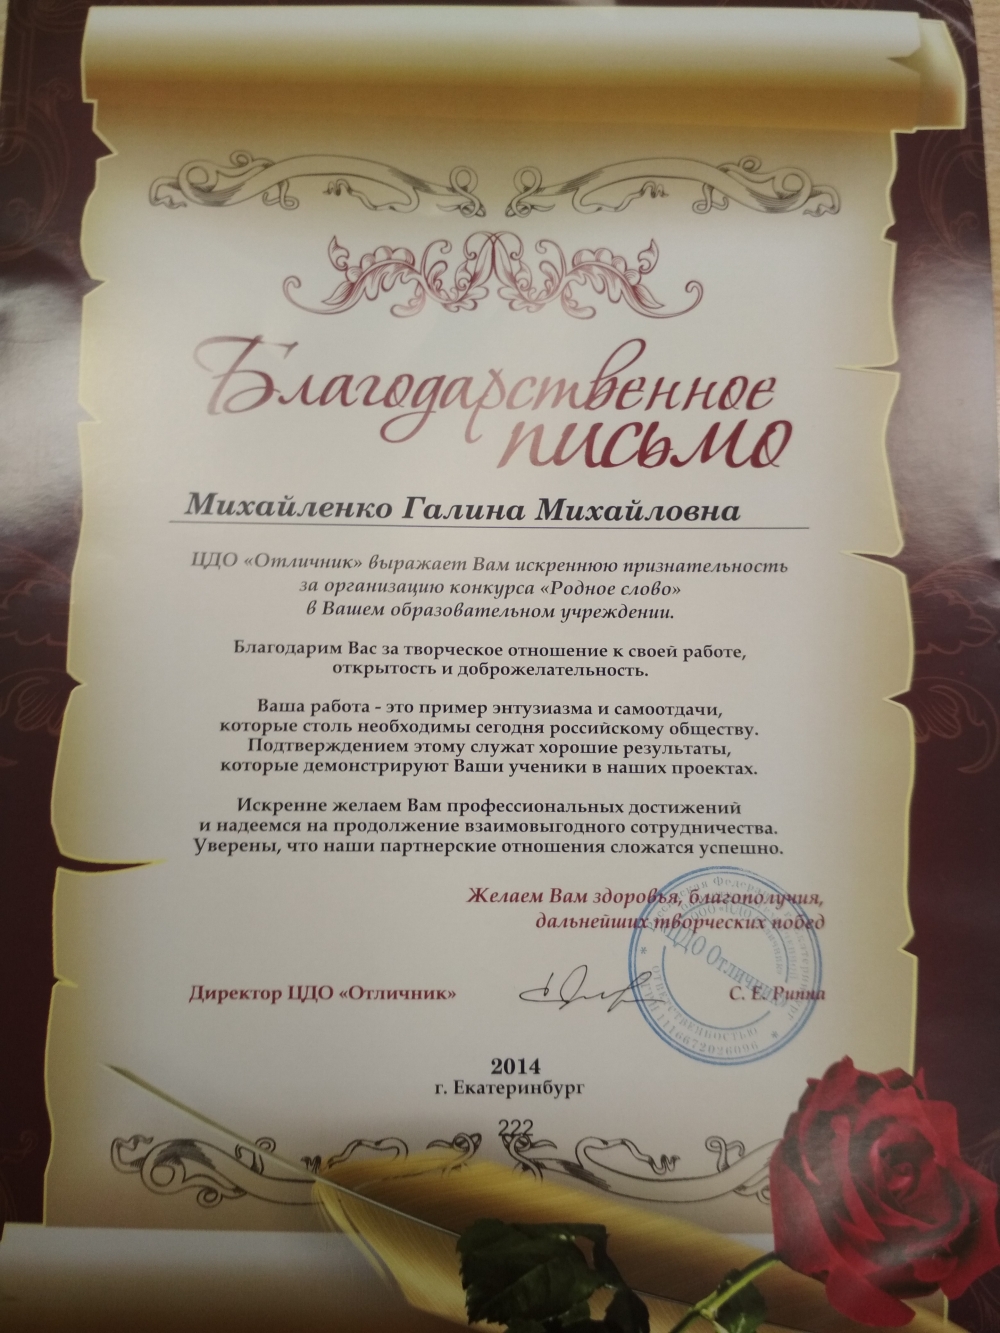 Благодарственное
письмо
Михайленко Галина Михайловна
ЦДО «Отличник» выражает Вам искреннюю признательность
за организацию конкурса «Родное слово»
в Вашем образовательном учреждении.
Благодарим Вас за творческое отношение к своей работе,
открытость и доброжелательность.
Ваша работа - это пример энтузиазма и самоотдачи,
которые столь необходимы сегодня российскому обществу.
Подтверждением этому служат хорошие результаты,
которые демонстрируют Ваши ученики в наших проектах.
Искренне желаем Вам профессиональных достижений
и надеемся на продолжение взаимовыгодного сотрудничества.
Уверены, что наши партнерские отношения сложатся успешно.
Желаем Вам здоровья, благополучия,
дальнейших творческих побед
ЦДО Отличник
Директор ЦДО «Отличник»
С. Е. Риппа
2014
г. Екатеринбург
222